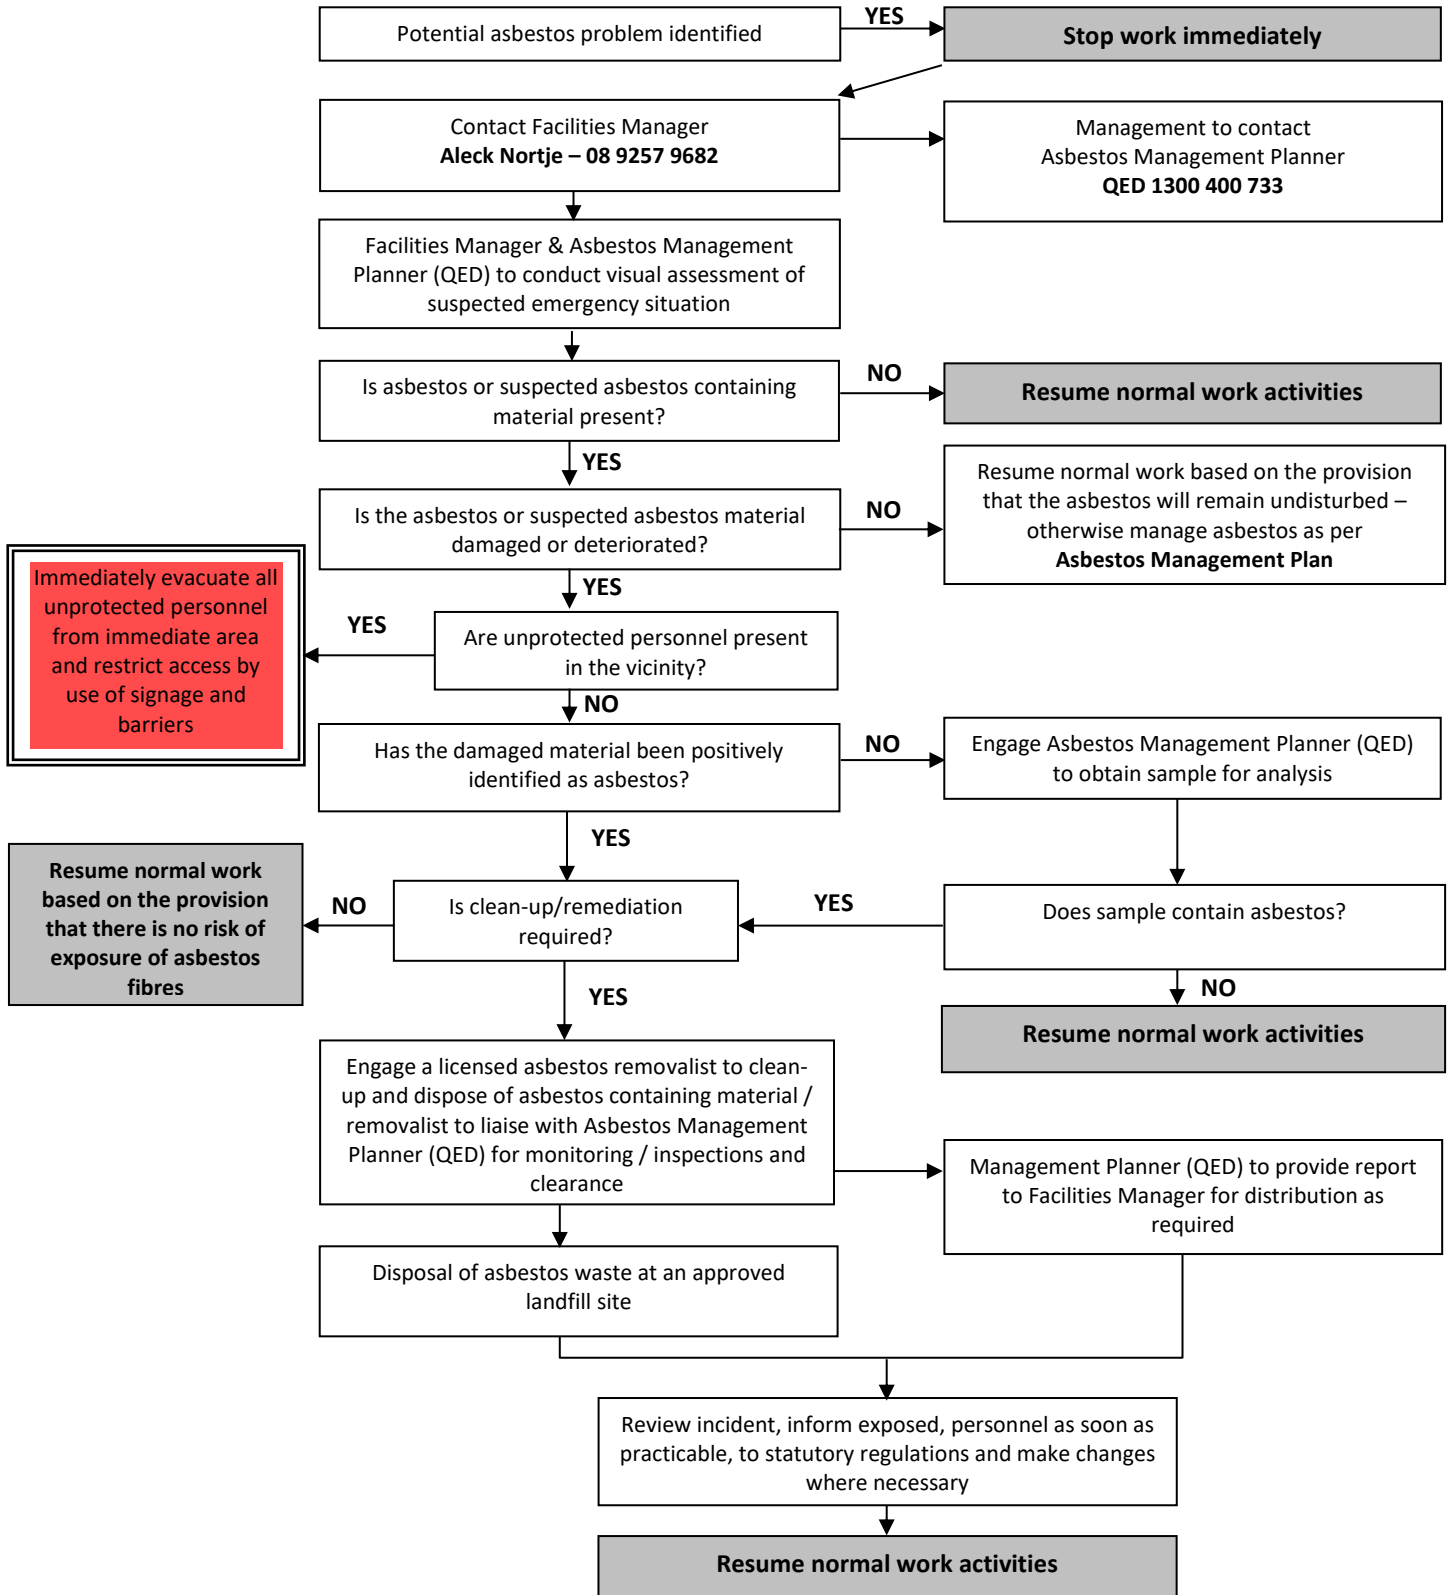 Potential asbestos problem identified
YES
Stop work immediately
Contact Facilities Manager
Aleck Nortje – 08 9257 9682
Management to contact
Asbestos Management Planner
QED 1300 400 733
Facilities Manager & Asbestos Management
Planner (QED) to conduct visual assessment of
suspected emergency situation
Is asbestos or suspected asbestos containing
material present?
NO
Resume normal work activities
YES
Is the asbestos or suspected asbestos material
damaged or deteriorated?
NO
Resume normal work based on the provision
that the asbestos will remain undisturbed –
otherwise manage asbestos as per
Asbestos Management Plan
YES
Are unprotected personnel present
in the vicinity?
YES
Immediately evacuate all
unprotected personnel
from immediate area
and restrict access by
use of signage and
barriers
NO
Has the damaged material been positively
identified as asbestos?
NO
Engage Asbestos Management Planner (QED)
to obtain sample for analysis
YES
Is clean-up/remediation
required?
NO
Resume normal work
based on the provision
that there is no risk of
exposure of asbestos
fibres
YES
Does sample contain asbestos?
NO
Resume normal work activities
YES
Engage a licensed asbestos removalist to clean-
up and dispose of asbestos containing material /
removalist to liaise with Asbestos Management
Planner (QED) for monitoring / inspections and
clearance
Management Planner (QED) to provide report
to Facilities Manager for distribution as
required
Disposal of asbestos waste at an approved
landfill site
Review incident, inform exposed, personnel as soon as
practicable, to statutory regulations and make changes
where necessary
Resume normal work activities